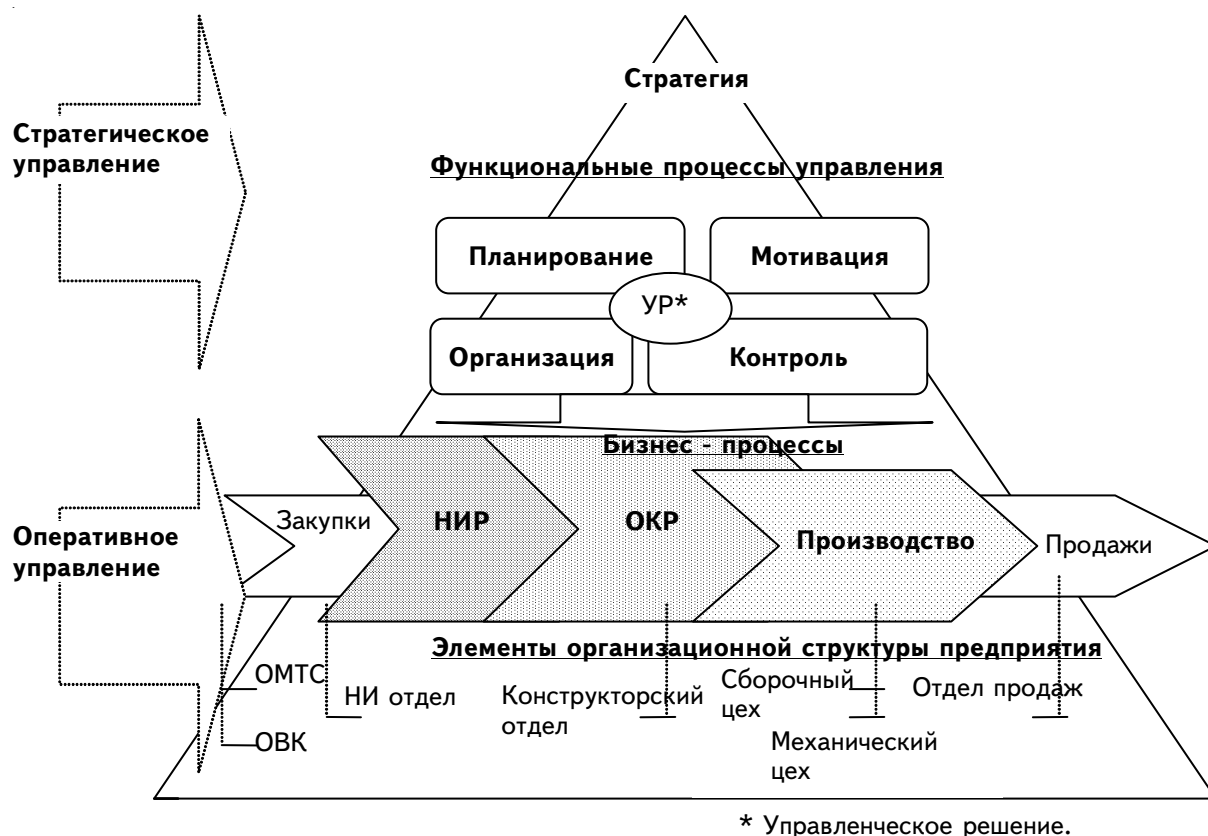 Стратегия
Стратегическое
управление
Функциональные процессы управления
Планирование
Мотивация
УР*
Организация
Контроль
Бизнес - процессы
Оперативное
управление
Закупки
НИР
ОКР
Производство
Продажи
Элементы организационной структуры предприятия
ОМТС
ОВК
НИ отдел
Конструкторский
отдел
Сборочный
цех
Механический
цех
Отдел продаж
* Управленческое решение.